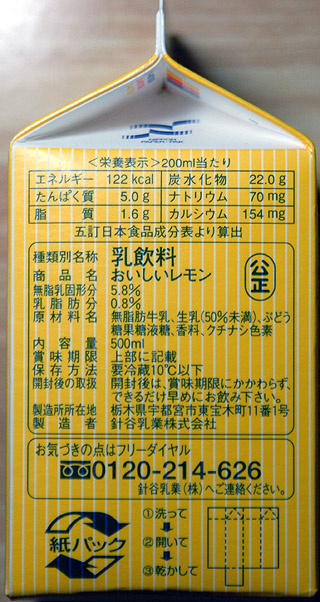 <栄養表示>200ml当たり
エネルギー 122 kcal 炭水化物 22.0 g
たんぱく質 5.0 g ナトリウム 70 mg
脂質 1.6 g カルシウム 154 mg
五訂日本食品成分表より算出
種類別名称 乳飲料
商品名 おいしいレモン
公正
無脂乳固形分 5.8%
乳脂肪分 0.8%
原材料名 無脂肪牛乳、生乳(50%未満)、ぶどう
糖果糖液糖、香料、クチナシ色素
内容量 500ml
賞味期限 上部に記載
保存方法 要冷蔵10℃以下
開封後の取扱 開封後は、賞味期限にかかわらず、
できるだけ早めにお飲み下さい。
製造所所在地 栃木県宇都宮市東宝木町11番1号
製造者 針谷乳業株式会社
お気づきの点はフリーダイヤル
0120-214-626
針谷乳業(株)へご連絡ください。
紙パック
①洗って
②開いて
③乾かして